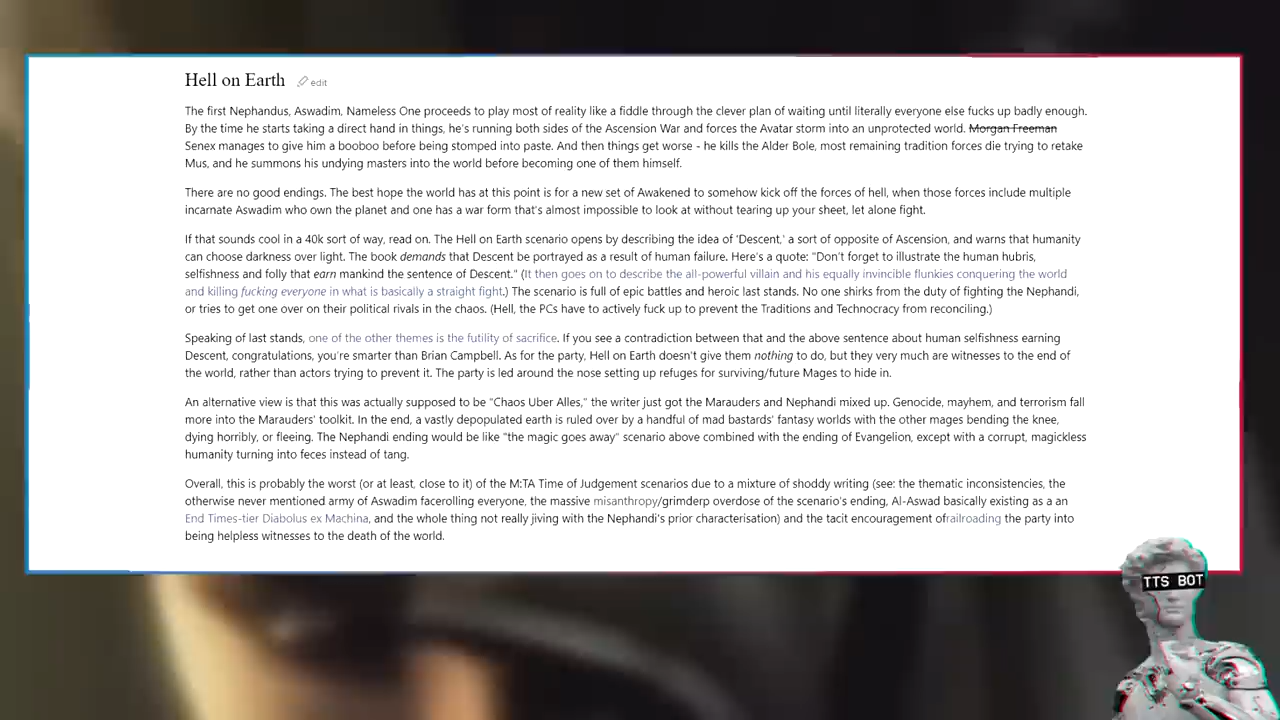 Hell on Earth edit
The first Nephandus, Aswadim, Nameless One proceeds to play most of reality like a fiddle through the clever plan of waiting until literally everyone else fucks up badly enough.
By the time he starts taking a direct hand in things, he's running both sides of the Ascension War and forces the Avatar storm into an unprotected world. Morgan Freeman
Senex manages to give him a booboo before being stomped into paste. And then things get worse - he kills the Alder Bole, most remaining tradition forces die trying to retake
Mus, and he summons his undying masters into the world before becoming one of them himself.
There are no good endings. The best hope the world has at this point is for a new set of Awakened to somehow kick off the forces of hell, when those forces include multiple
incarnate Aswadim who own the planet and one has a war form that's almost impossible to look at without tearing up your sheet, let alone fight.
If that sounds cool in a 40k sort of way, read on. The Hell on Earth scenario opens by describing the idea of 'Descent,' a sort of opposite of Ascension, and warns that humanity
can choose darkness over light. The book demands that Descent be portrayed as a result of human failure. Here's a quote: "Don't forget to illustrate the human hubris,
selfishness and folly that earn mankind the sentence of Descent." (It then goes on to describe the all-powerful villain and his equally invincible flunkies conquering the world
and killing fucking everyone in what is basically a straight fight.) The scenario is full of epic battles and heroic last stands. No one shirks from the duty of fighting the Nephandi,
or tries to get one over on their political rivals in the chaos. (Hell, the PCs have to actively fuck up to prevent the Traditions and Technocracy from reconciling.)
Speaking of last stands, one of the other themes is the futility of sacrifice. If you see a contradiction between that and the above sentence about human selfishness earning
Descent, congratulations, you're smarter than Brian Campbell. As for the party, Hell on Earth doesn't give them nothing to do, but they very much are witnesses to the end of
the world, rather than actors trying to prevent it. The party is led around the nose setting up refuges for surviving/future Mages to hide in.
An alternative view is that this was actually supposed to be "Chaos Uber Alles," the writer just got the Marauders and Nephandi mixed up. Genocide, mayhem, and terrorism fall
more into the Marauders' toolkit. In the end, a vastly depopulated earth is ruled over by a handful of mad bastards' fantasy worlds with the other mages bending the knee,
dying horribly, or fleeing. The Nephandi ending would be like "the magic goes away" scenario above combined with the ending of Evangelion, except with a corrupt, magickless
humanity turning into feces instead of tang.
Overall, this is probably the worst (or at least, close to it) of the M:TA Time of Judgement scenarios due to a mixture of shoddy writing (see: the thematic inconsistencies, the
otherwise never mentioned army of Aswadim facerolling everyone, the massive misanthropy/grimderp overdose of the scenario's ending, Al-Aswad basically existing as a an
End Times-tier Diabolus ex Machina, and the whole thing not really jiving with the Nephandi's prior characterisation) and the tacit encouragement ofrailroading the party into
being helpless witnesses to the death of the world.
TTS BOT